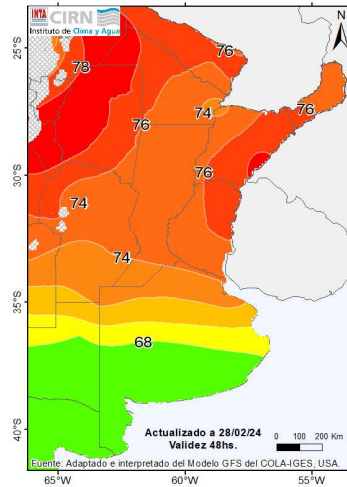 INTA CIRN
Instituto de Clima y Agua
N
25°S
30°S
35°S
40°S
76
78
74
76
76
76
74
74
68
Actualizado a 28/02/24
Validez 48hs.
0 100 200 Km
Fuente: Adaptado e interpretado del Modelo GFS del COLA-IGES, USA.
65°W
60°W
55°W